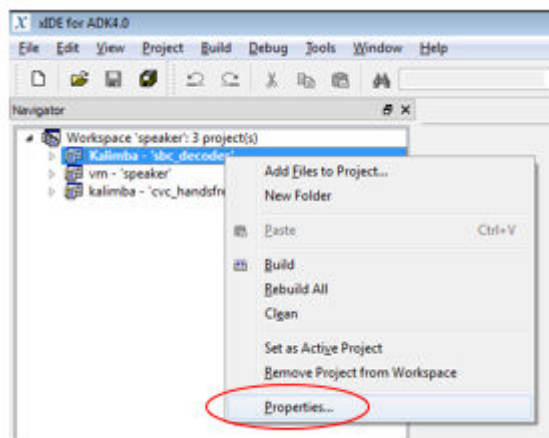 xIDE for ADK4.0
File Edit View Project Build Debug Tools Window Help
Navigator
Workspace 'speaker': 3 project(s)
Kalimba - 'sbc_decoder'
vm - 'speaker'
kalimba - 'cvc_handsfre
Add Files to Project...
New Folder
Paste Ctrl+V
Build
Rebuild All
Clean
Set as Active Project
Remove Project from Workspace
Properties...